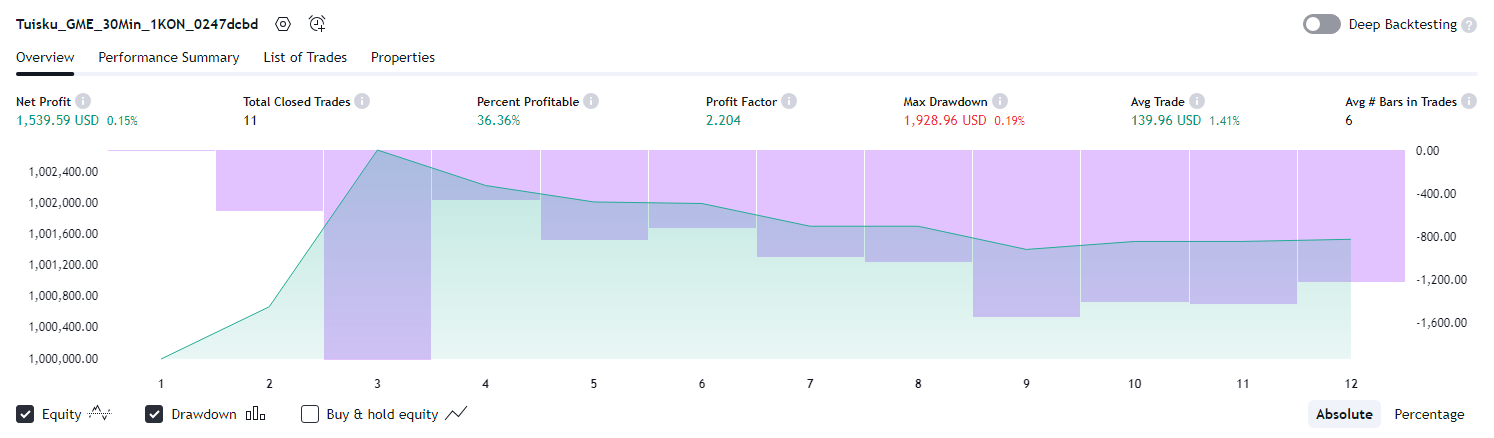 Tuisku_GME_30Min_1KON_0247dcbd
Deep Backtesting ?
Overview Performance Summary List of Trades Properties
Net Profit Total Closed Trades Percent Profitable Profit Factor Max Drawdown Avg Trade Avg # Bars in Trades
1,539.59 USD 0.15% 11 36.36% 2.204 1,928.96 USD 0.19% 139.96 USD 1.41% 6
0.00
1,002,400.00
-400.00
1,002,000.00
1,001,600.00
-800.00
1,001,200.00
-1,200.00
1,000,800.00
1,000,400.00
-1,600.00
1,000,000.00
1 2 3 4 5 6 7 8 9 10 11 12
Equity Drawdown Buy & hold equity Absolute Percentage